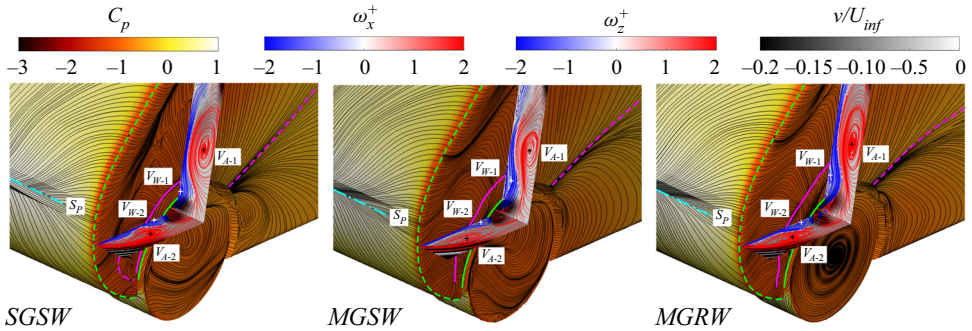 C_p ω_x^+ ω_z^+ v/U_inf
−3 −2 −1 0 1 −2 −1 0 1 2 −2 −1 0 1 2 −0.2 −0.15 −0.10 −0.5 0
V_A-1 V_A-1 V_A-1
V_W-1 V_W-1 V_W-1
S_P V_W-2 S_P V_W-2 S_P V_W-2
V_A-2 V_A-2 V_A-2
SGSW MGSW MGRW